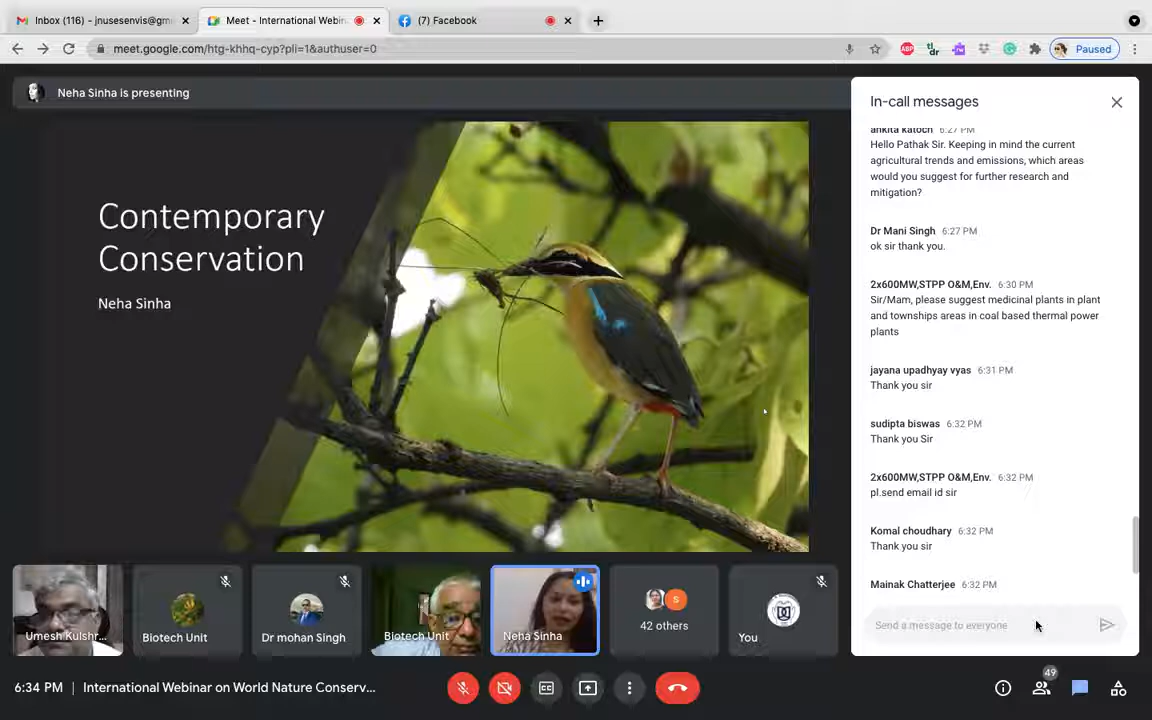 Inbox (116) - jnusesenvis@gm
Meet - International Webin
(7) Facebook
meet.google.com/htg-khhq-cyp?pli=1&authuser=0
ABP
tl;
dr
Paused
Neha Sinha is presenting
Contemporary
Conservation
Neha Sinha
In-call messages
ankita katoch 6:27 PM
Hello Pathak Sir. Keeping in mind the current
agricultural trends and emissions, which areas
would you suggest for further research and
mitigation?
Dr Mani Singh 6:27 PM
ok sir thank you.
2x600MW,STPP O&M,Env. 6:30 PM
Sir/Mam, please suggest medicinal plants in plant
and townships areas in coal based thermal power
plants
jayana upadhyay vyas 6:31 PM
Thank you sir
sudipta biswas 6:32 PM
Thank you Sir
2x600MW,STPP O&M,Env. 6:32 PM
pl.send email id sir
Komal choudhary 6:32 PM
Thank you sir
Mainak Chatterjee 6:32 PM
Send a message to everyone
Umesh Kulshr...
Biotech Unit
Dr mohan Singh
Biotech Unit
Neha Sinha
S
42 others
You
6:34 PM | International Webinar on World Nature Conserv...
49